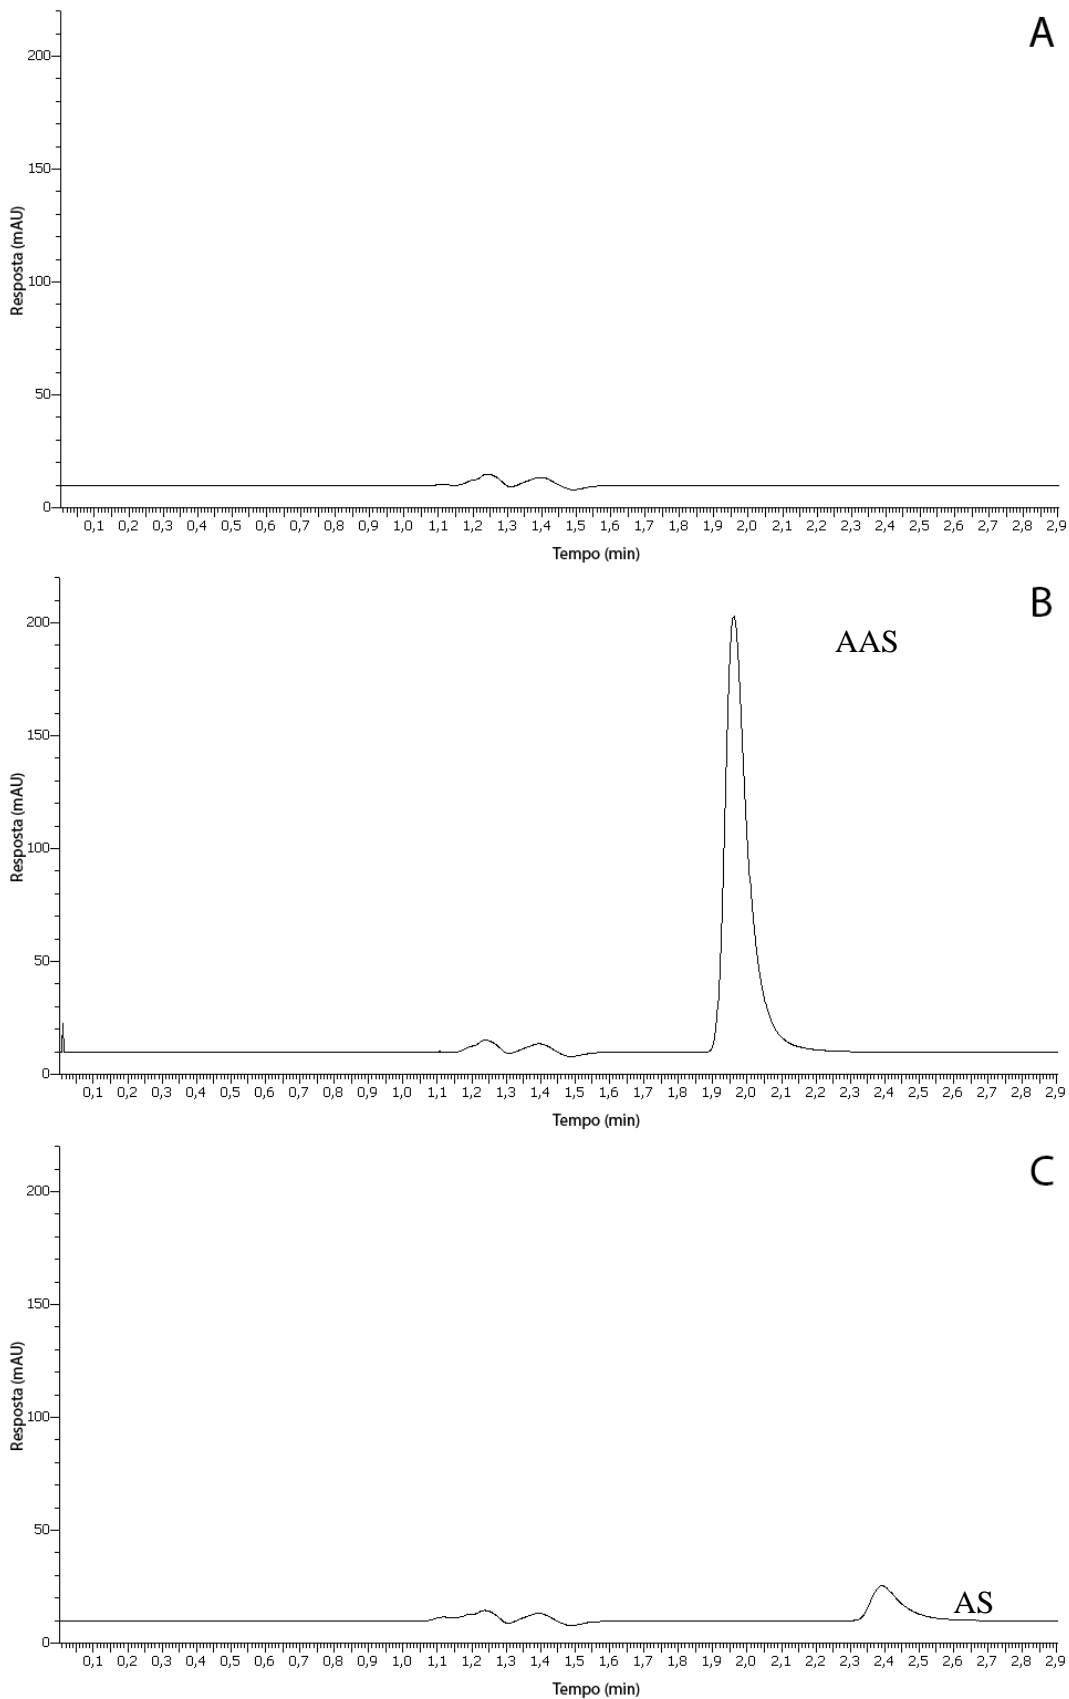 A
200
150
100
50
0
Resposta (mAU)
0,1 0,2 0,3 0,4 0,5 0,6 0,7 0,8 0,9 1,0 1,1 1,2 1,3 1,4 1,5 1,6 1,7 1,8 1,9 2,0 2,1 2,2 2,3 2,4 2,5 2,6 2,7 2,8 2,9
Tempo (min)
B
AAS
200
150
100
50
0
Resposta (mAU)
0,1 0,2 0,3 0,4 0,5 0,6 0,7 0,8 0,9 1,0 1,1 1,2 1,3 1,4 1,5 1,6 1,7 1,8 1,9 2,0 2,1 2,2 2,3 2,4 2,5 2,6 2,7 2,8 2,9
Tempo (min)
C
200
150
100
50
0
Resposta (mAU)
AS
0,1 0,2 0,3 0,4 0,5 0,6 0,7 0,8 0,9 1,0 1,1 1,2 1,3 1,4 1,5 1,6 1,7 1,8 1,9 2,0 2,1 2,2 2,3 2,4 2,5 2,6 2,7 2,8 2,9
Tempo (min)